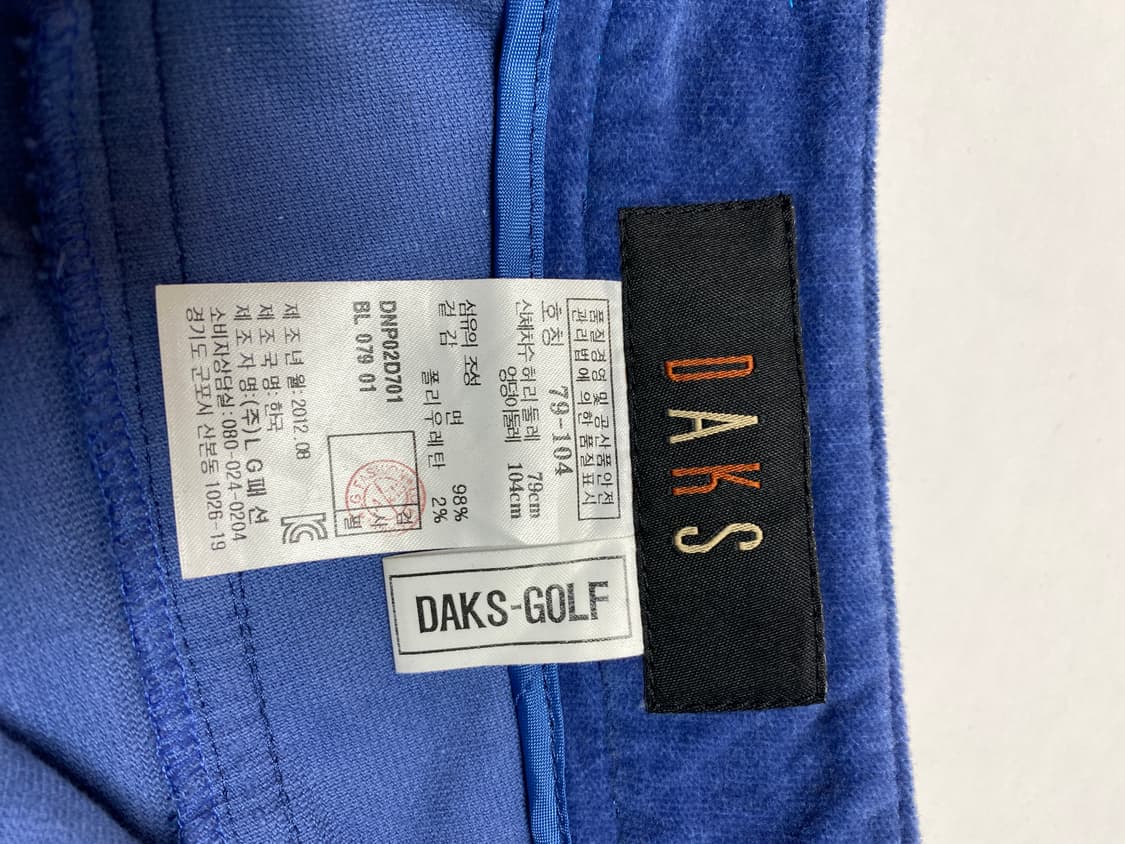 DAKS
DAKS-GOLF
품질경영 및 공산품안전
관리법에 의한 품질표시
호칭 79-104
신체치수 허리둘레 79cm
엉덩이둘레 104cm
섬유의 조성 면 98%
겉감 폴리우레탄 2%
DNP02D701
BL 079 01
검사필
제조년월:2012.08
제조국명:한국
제조자명:(주)LG패션
소비자상담실:080-024-0204
경기도 군포시 산본동 1026-19